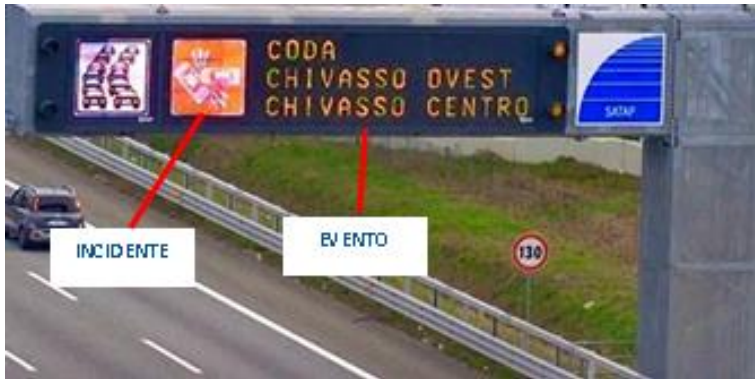 CODA
CHIVASSO OVEST
CHIVASSO CENTRO
SATAP
INCIDENTE
EVENTO
130